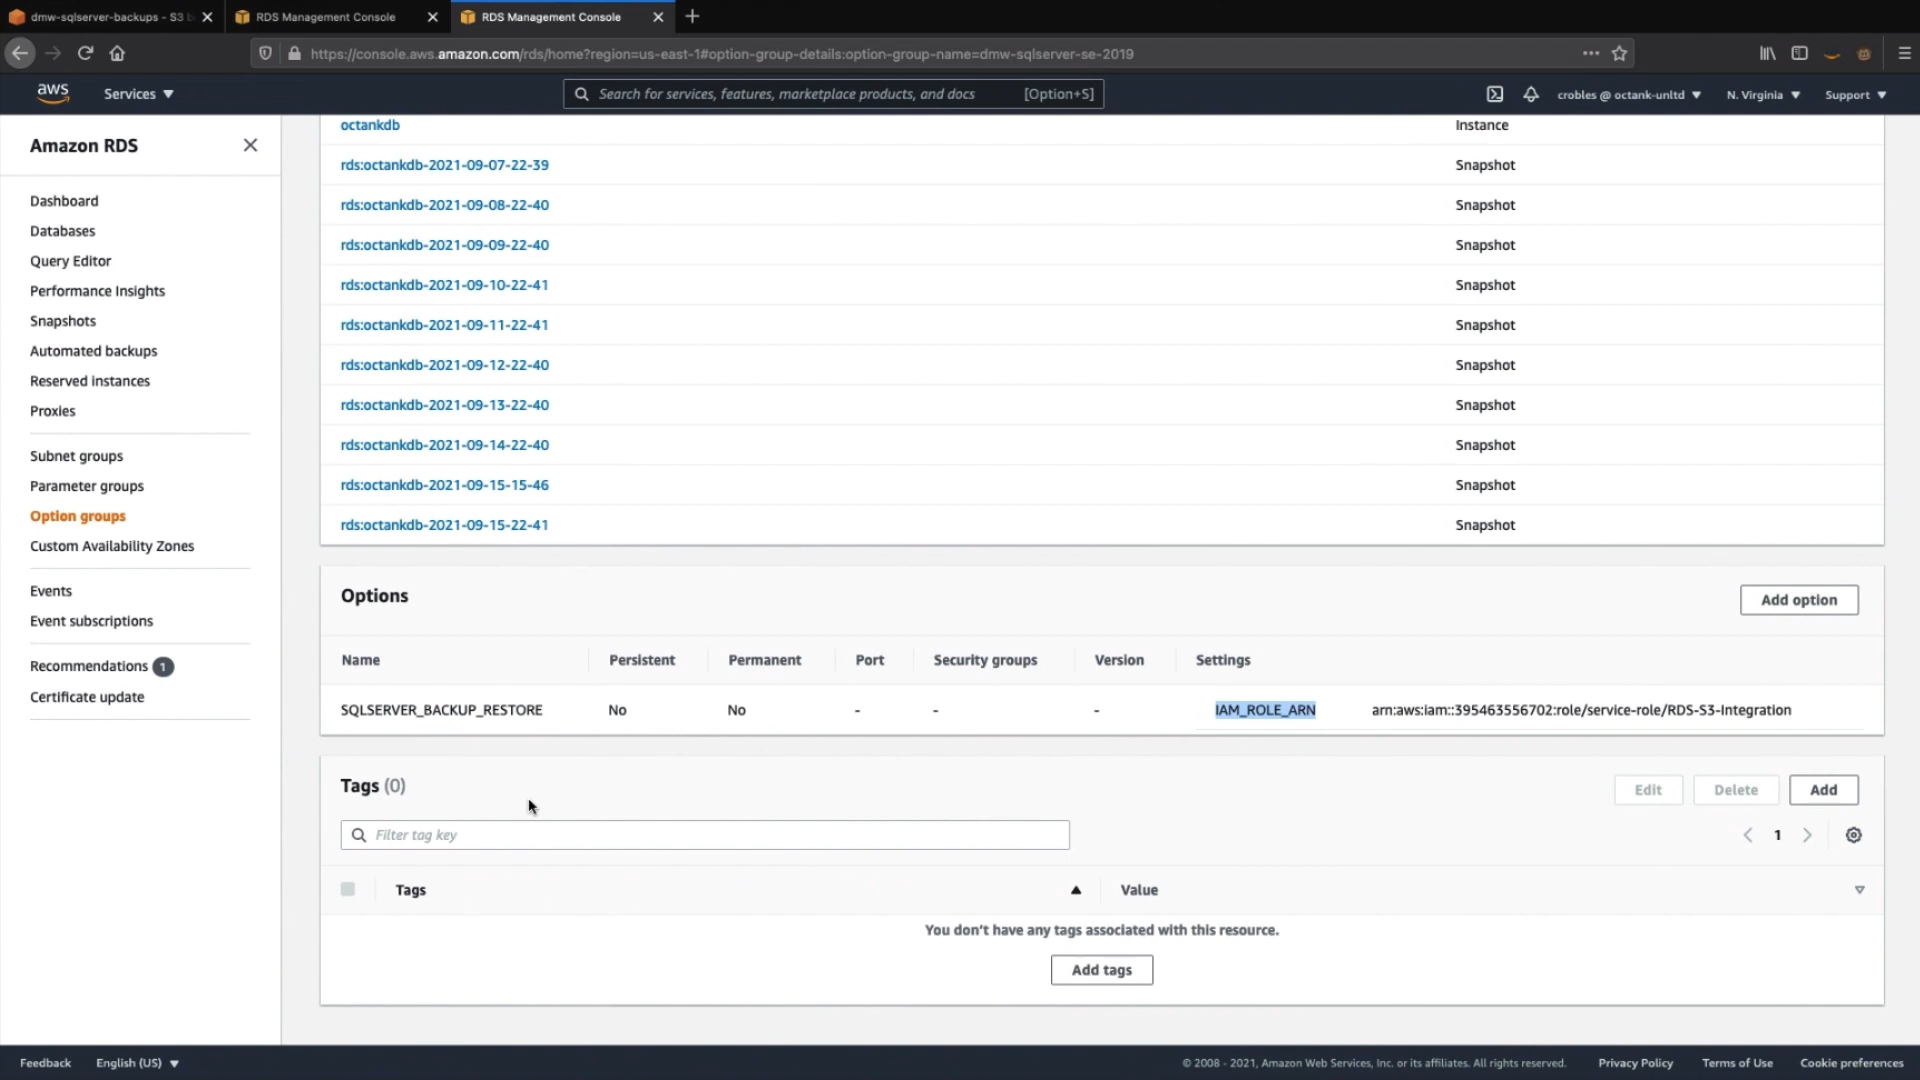 dmw-sqlserver-backups - S3 b
RDS Management Console
RDS Management Console
https://console.aws.amazon.com/rds/home?region=us-east-1#option-group-details:option-group-name=dmw-sqlserver-se-2019
aws
Services
Search for services, features, marketplace products, and docs [Option+S]
crobles @ octank-unltd
N. Virginia
Support
Amazon RDS
Dashboard
Databases
Query Editor
Performance Insights
Snapshots
Automated backups
Reserved instances
Proxies
Subnet groups
Parameter groups
Option groups
Custom Availability Zones
Events
Event subscriptions
Recommendations 1
Certificate update
octankdb Instance
rds:octankdb-2021-09-07-22-39 Snapshot
rds:octankdb-2021-09-08-22-40 Snapshot
rds:octankdb-2021-09-09-22-40 Snapshot
rds:octankdb-2021-09-10-22-41 Snapshot
rds:octankdb-2021-09-11-22-41 Snapshot
rds:octankdb-2021-09-12-22-40 Snapshot
rds:octankdb-2021-09-13-22-40 Snapshot
rds:octankdb-2021-09-14-22-40 Snapshot
rds:octankdb-2021-09-15-15-46 Snapshot
rds:octankdb-2021-09-15-22-41 Snapshot
Options
Add option
Name Persistent Permanent Port Security groups Version Settings
SQLSERVER_BACKUP_RESTORE No No - - - IAM_ROLE_ARN arn:aws:iam::395463556702:role/service-role/RDS-S3-Integration
Tags (0)
Edit Delete Add
Filter tag key
1
Tags Value
You don't have any tags associated with this resource.
Add tags
Feedback English (US)
© 2008 - 2021, Amazon Web Services, Inc. or its affiliates. All rights reserved. Privacy Policy Terms of Use Cookie preferences